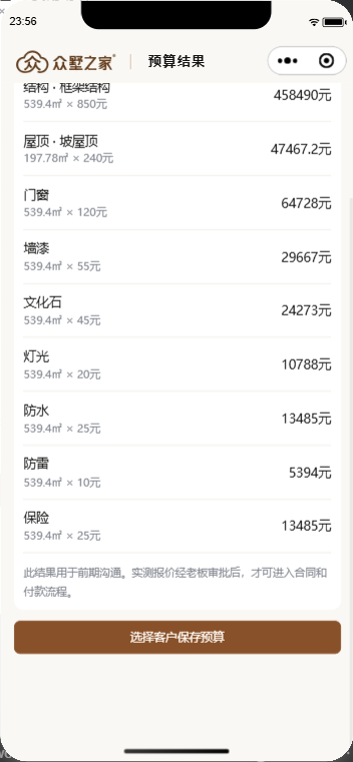 23:56
众墅之家
预算结果
结构 · 框架结构
458490元
539.4㎡ × 850元
屋顶 · 坡屋顶
47467.2元
197.78㎡ × 240元
门窗
64728元
539.4㎡ × 120元
墙漆
29667元
539.4㎡ × 55元
文化石
24273元
539.4㎡ × 45元
灯光
10788元
539.4㎡ × 20元
防水
13485元
539.4㎡ × 25元
防雷
5394元
539.4㎡ × 10元
保险
13485元
539.4㎡ × 25元
此结果用于前期沟通。实测报价经老板审批后，才可进入合同和
付款流程。
选择客户保存预算